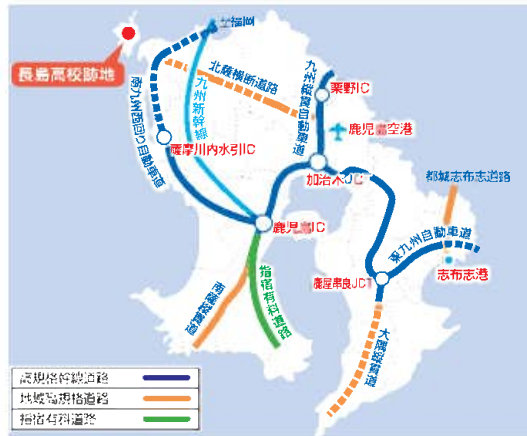 福岡
長島高校跡地
北薩横断道路
九州新幹線
南九州西回り自動車道
九州縦貫自動車道
栗野IC
鹿児島空港
薩摩川内水引IC
加治木JC
都城志布志道路
鹿児島IC
東九州自動車道
志布志港
鹿屋串良JCT
南薩縦貫道
指宿有料道路
大隅縦貫道
高規格幹線道路
地域高規格道路
指宿有料道路